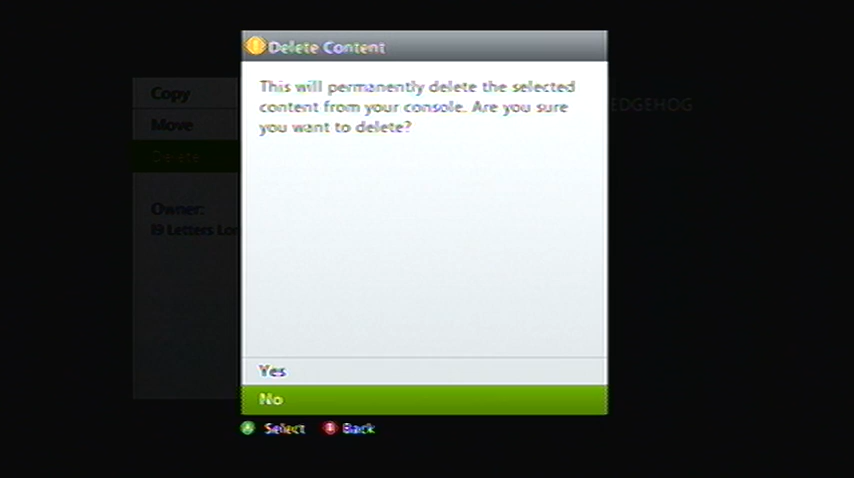 Delete Content
This will permanently delete the selected
content from your console. Are you sure
you want to delete?
Yes
No
Select
Back
Copy
Move
Delete
Owner:
EDGEHOG